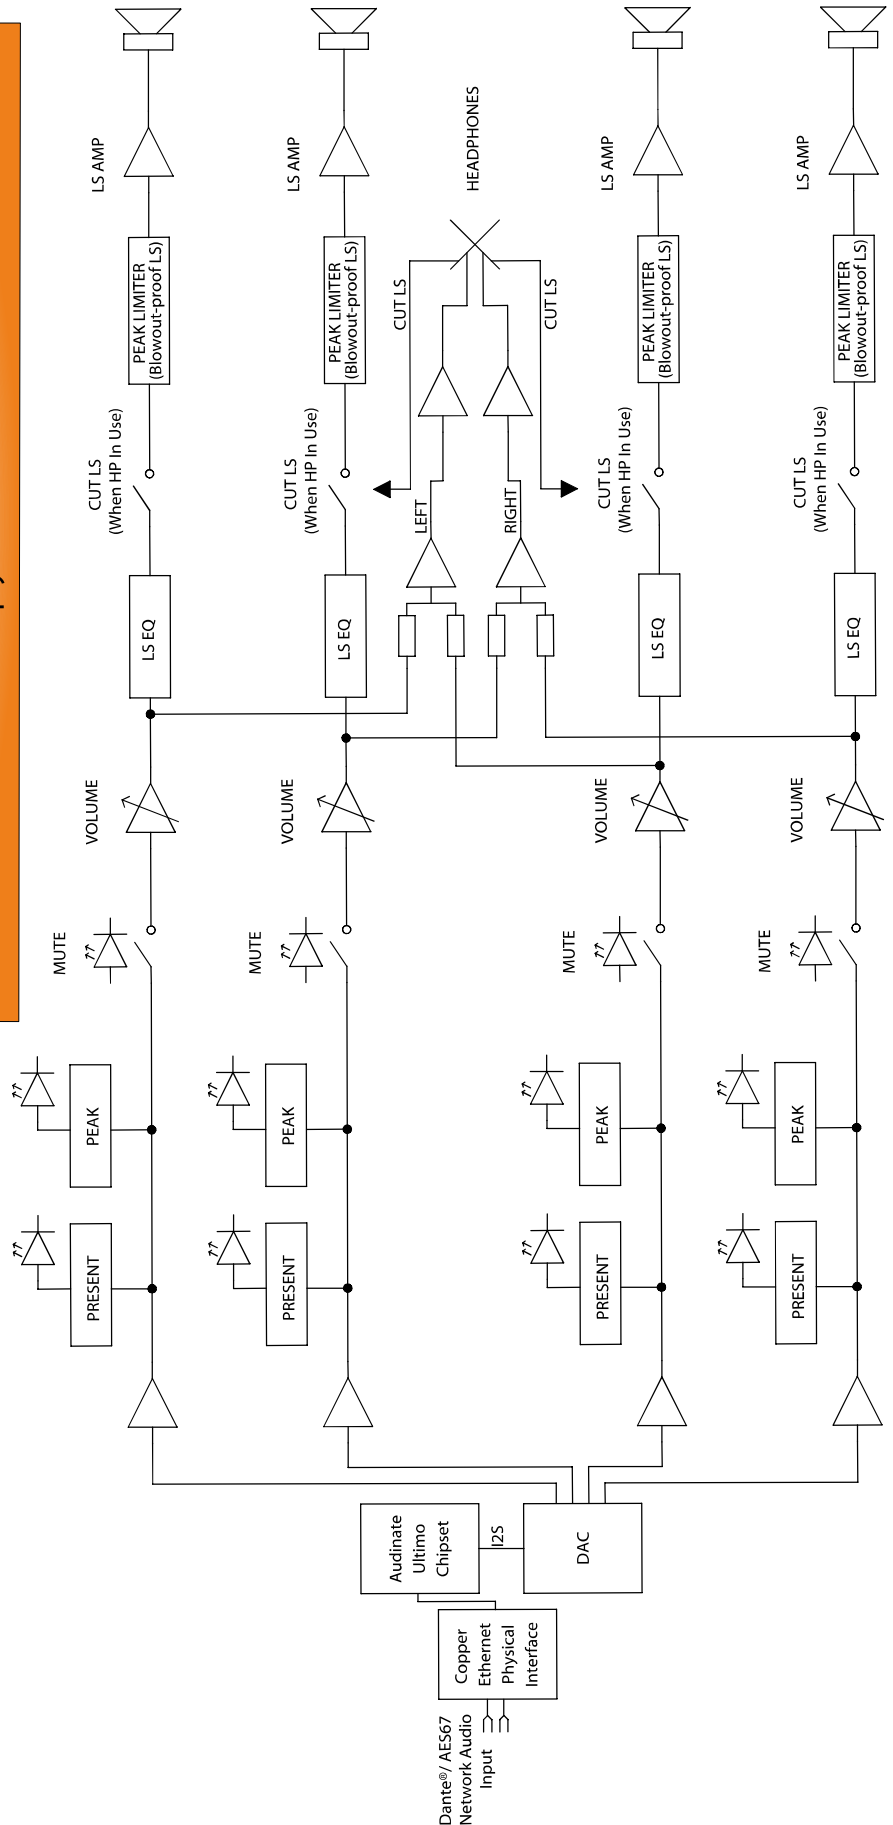 PRESENT
PEAK
MUTE
VOLUME
LS EQ
CUT LS
(When HP In Use)
PEAK LIMITER
(Blowout-proof LS)
LS AMP
PRESENT
PEAK
MUTE
VOLUME
LS EQ
CUT LS
(When HP In Use)
PEAK LIMITER
(Blowout-proof LS)
LS AMP
Audinate
Ultimo
Chipset
I2S
Dante®/ AES67
Network Audio
Input
Copper
Ethernet
Physical
Interface
DAC
LEFT
RIGHT
CUT LS
CUT LS
HEADPHONES
PRESENT
PEAK
MUTE
VOLUME
LS EQ
CUT LS
(When HP In Use)
PEAK LIMITER
(Blowout-proof LS)
LS AMP
PRESENT
PEAK
MUTE
VOLUME
LS EQ
CUT LS
(When HP In Use)
PEAK LIMITER
(Blowout-proof LS)
LS AMP